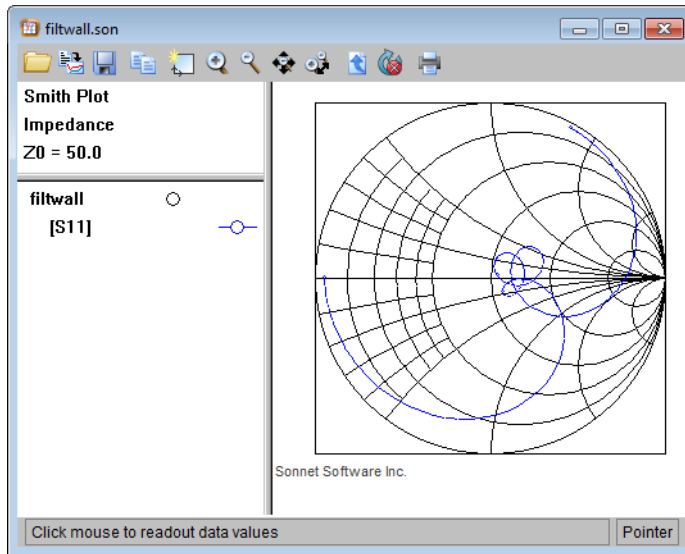 filtwall.son
Smith Plot
Impedance
Z0 = 50.0
filtwall
[S11]
Sonnet Software Inc.
Click mouse to readout data values
Pointer